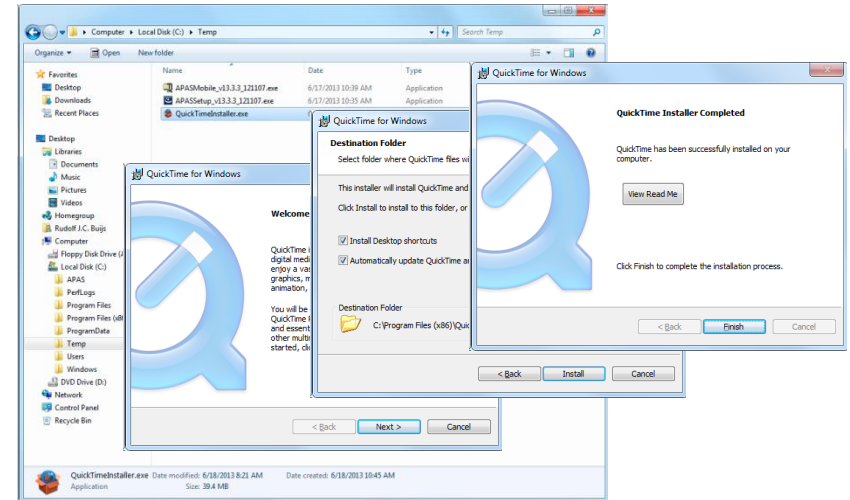 Computer ▸ Local Disk (C:) ▸ Temp
Search Temp
Organize
Open
New folder
Name Date Type
APASMobile_v13.3.3_121107.exe 6/17/2013 10:39 AM Application
APASSetup_v13.3.3_121107.exe 6/17/2013 10:35 AM Application
QuickTimeInstaller.exe
Favorites
Desktop
Downloads
Recent Places
Desktop
Libraries
Documents
Music
Pictures
Videos
Homegroup
Rudolf J.C. Buijs
Computer
Floppy Disk Drive (
Local Disk (C:)
APAS
PerfLogs
Program Files
Program Files (x8
ProgramData
Temp
Users
Windows
DVD Drive (D:)
Network
Control Panel
Recycle Bin
QuickTimeInstaller.exe Date modified: 6/18/2013 8:21 AM Date created: 6/18/2013 10:45 AM
Application Size: 39.4 MB
QuickTime for Windows
Welcome
QuickTime i
digital medi
enjoy a vas
graphics, m
animation,
You will be
QuickTime
and essent
other multi
started, cli
< Back Next > Cancel
QuickTime for Windows
Destination Folder
Select folder where QuickTime files wi
This installer will install QuickTime and
Click Install to install to this folder, or
Install Desktop shortcuts
Automatically update QuickTime ar
Destination Folder
C:\Program Files (x86)\Quic
< Back Install Cancel
QuickTime for Windows
QuickTime Installer Completed
QuickTime has been successfully installed on your
computer.
View Read Me
Click Finish to complete the installation process.
< Back Finish Cancel